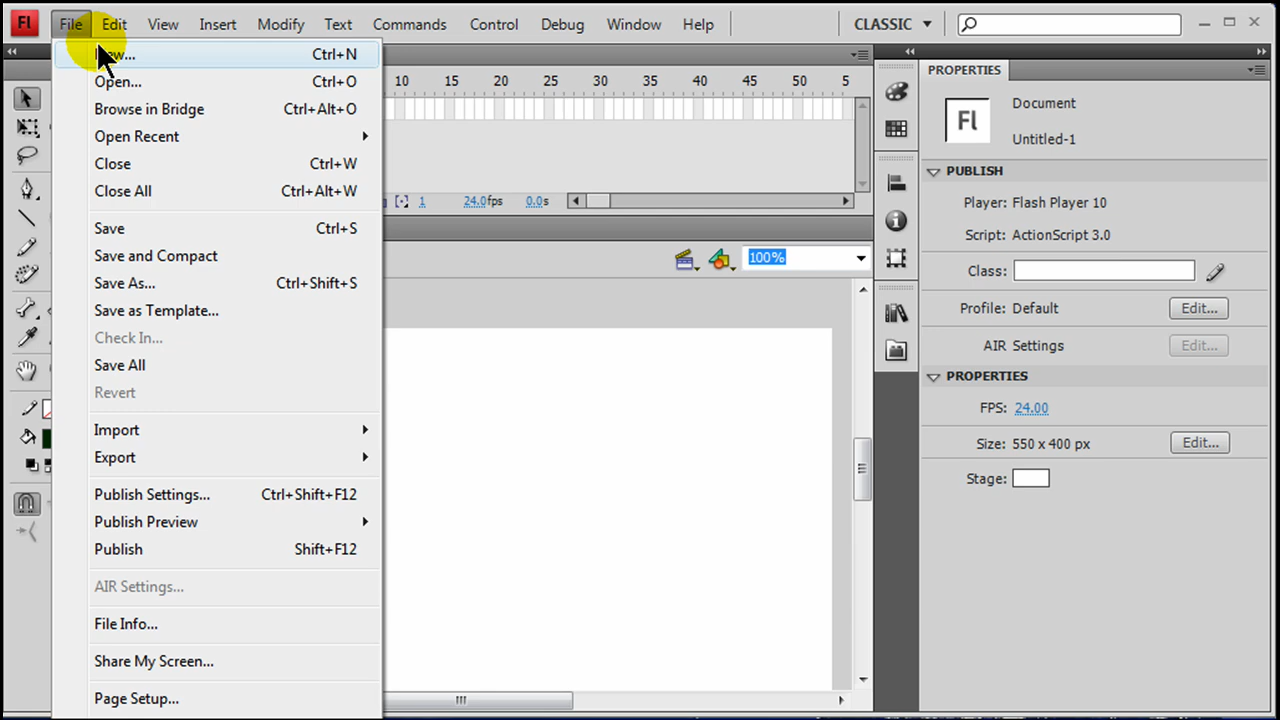 Fl File Edit View Insert Modify Text Commands Control Debug Window Help CLASSIC
New... Ctrl+N
Open... Ctrl+O
Browse in Bridge Ctrl+Alt+O
Open Recent
Close Ctrl+W
Close All Ctrl+Alt+W
Save Ctrl+S
Save and Compact
Save As... Ctrl+Shift+S
Save as Template...
Check In...
Save All
Revert
Import
Export
Publish Settings... Ctrl+Shift+F12
Publish Preview
Publish Shift+F12
AIR Settings...
File Info...
Share My Screen...
Page Setup...
10 15 20 25 30 35 40 45 50 5
1 24.0fps 0.0s
100%
PROPERTIES
Fl
Document
Untitled-1
PUBLISH
Player: Flash Player 10
Script: ActionScript 3.0
Class:
Profile: Default Edit...
AIR Settings Edit...
PROPERTIES
FPS: 24.00
Size: 550 x 400 px Edit...
Stage: